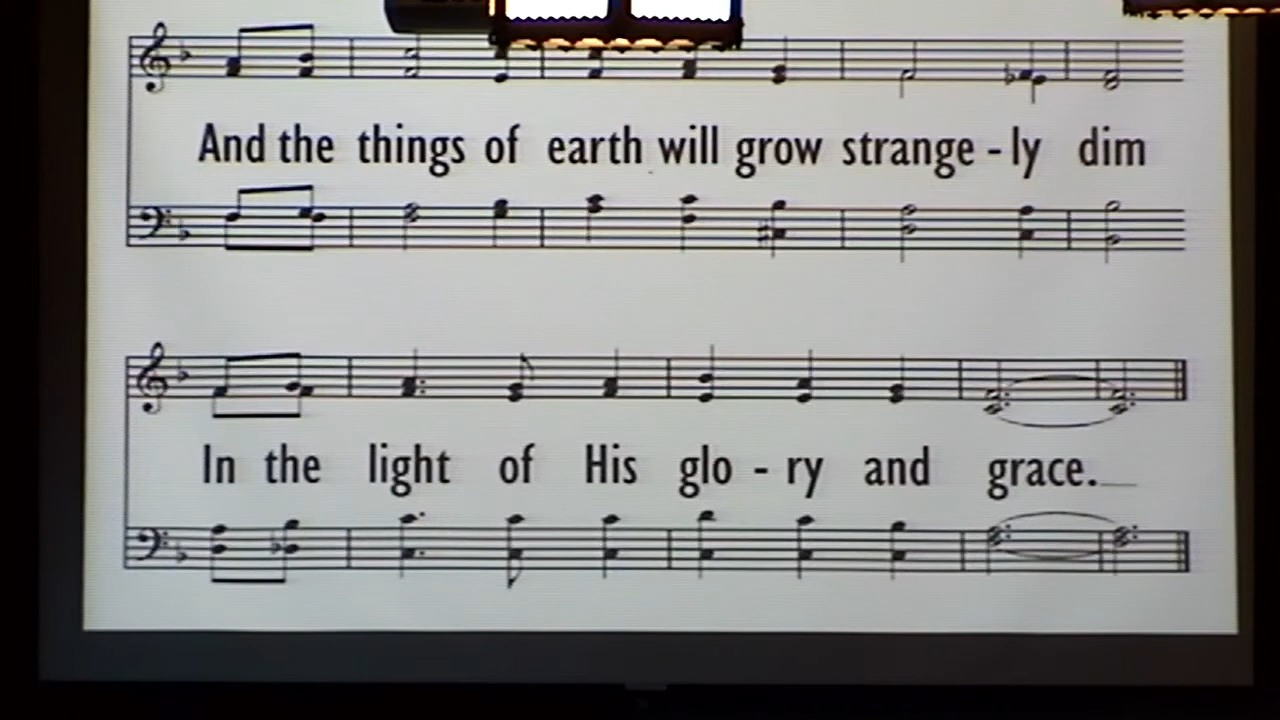 And the things of earth will grow strange - ly dim
In the light of His glo - ry and grace.